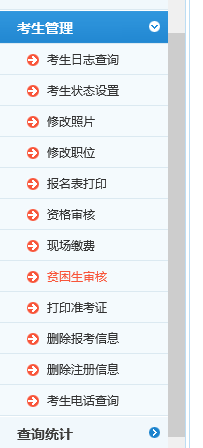 考生管理
考生日志查询
考生状态设置
修改照片
修改职位
报名表打印
资格审核
现场缴费
贫困生审核
打印准考证
删除报考信息
删除注册信息
考生电话查询
查询统计